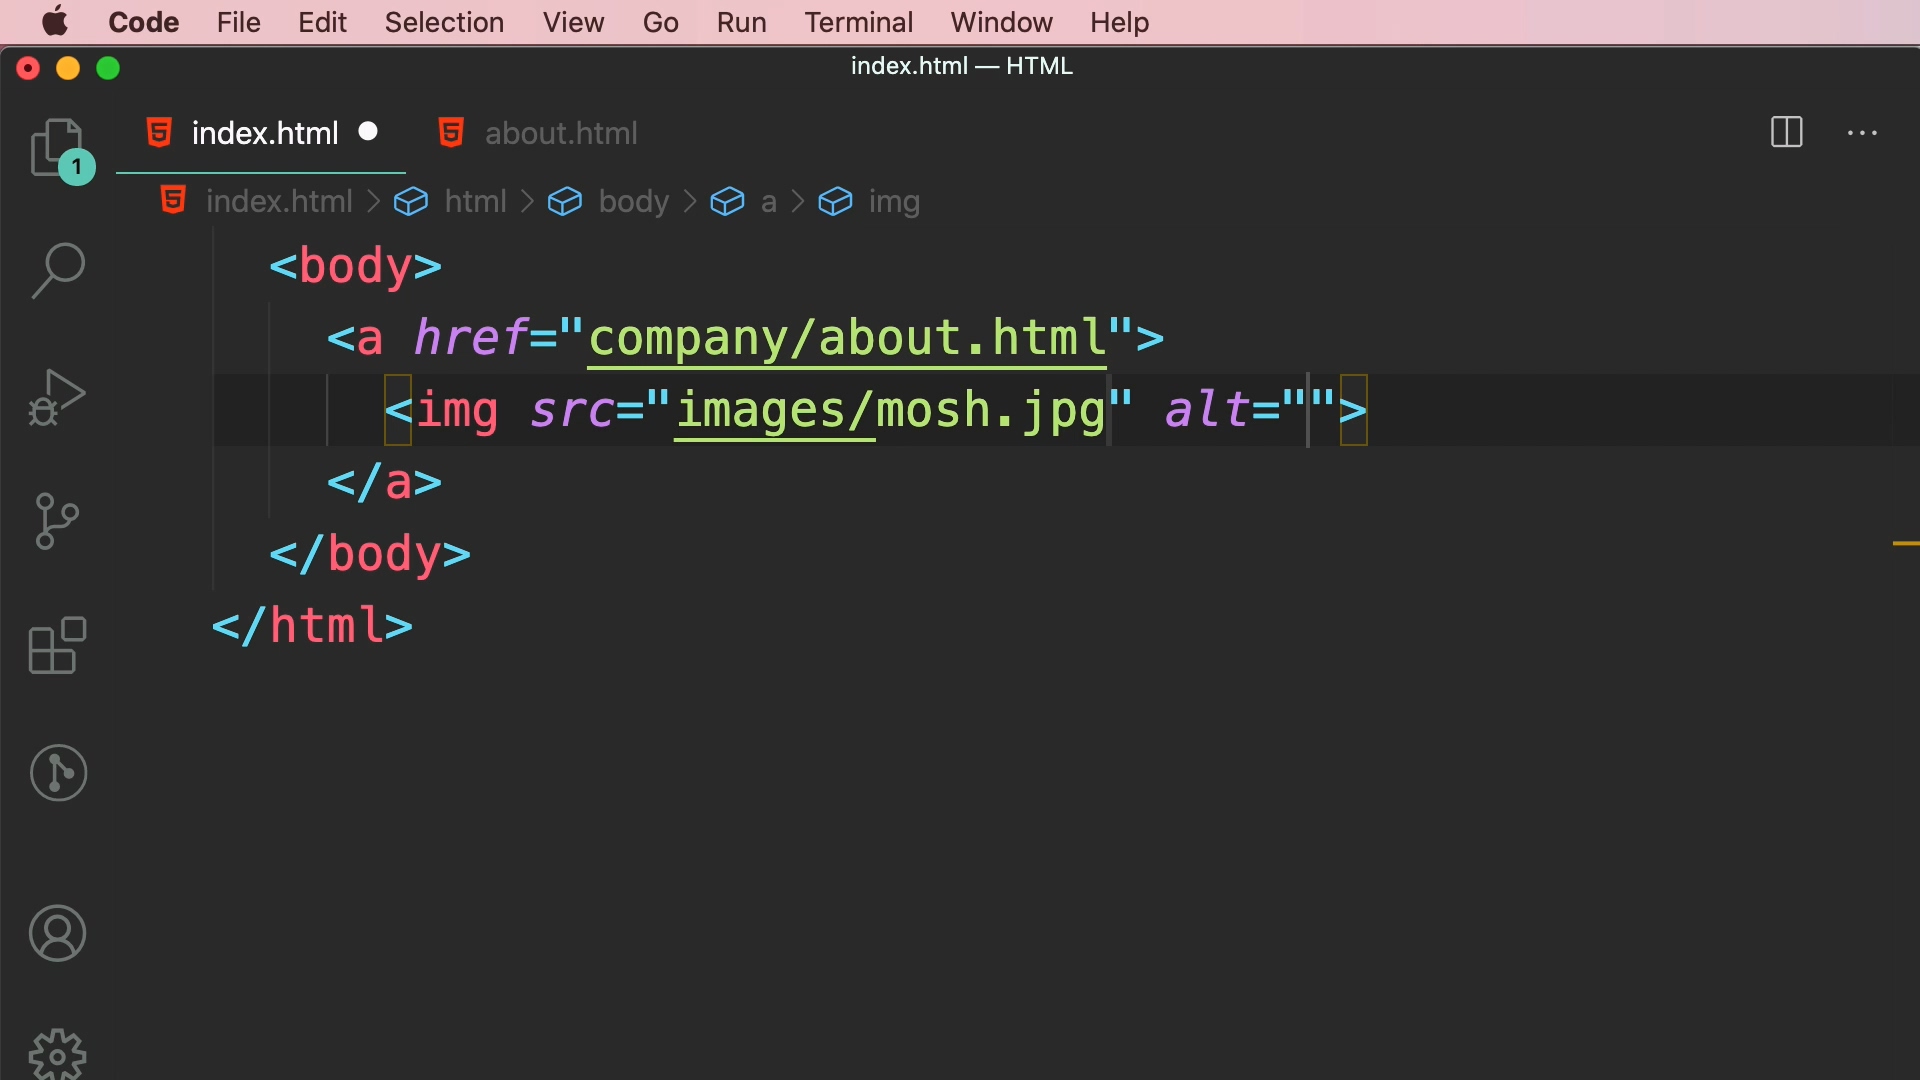 Code File Edit Selection View Go Run Terminal Window Help
index.html — HTML
index.html about.html
1
index.html > html > body > a > img
<body>
<a href="company/about.html">
<img src="images/mosh.jpg" alt="">
</a>
</body>
</html>